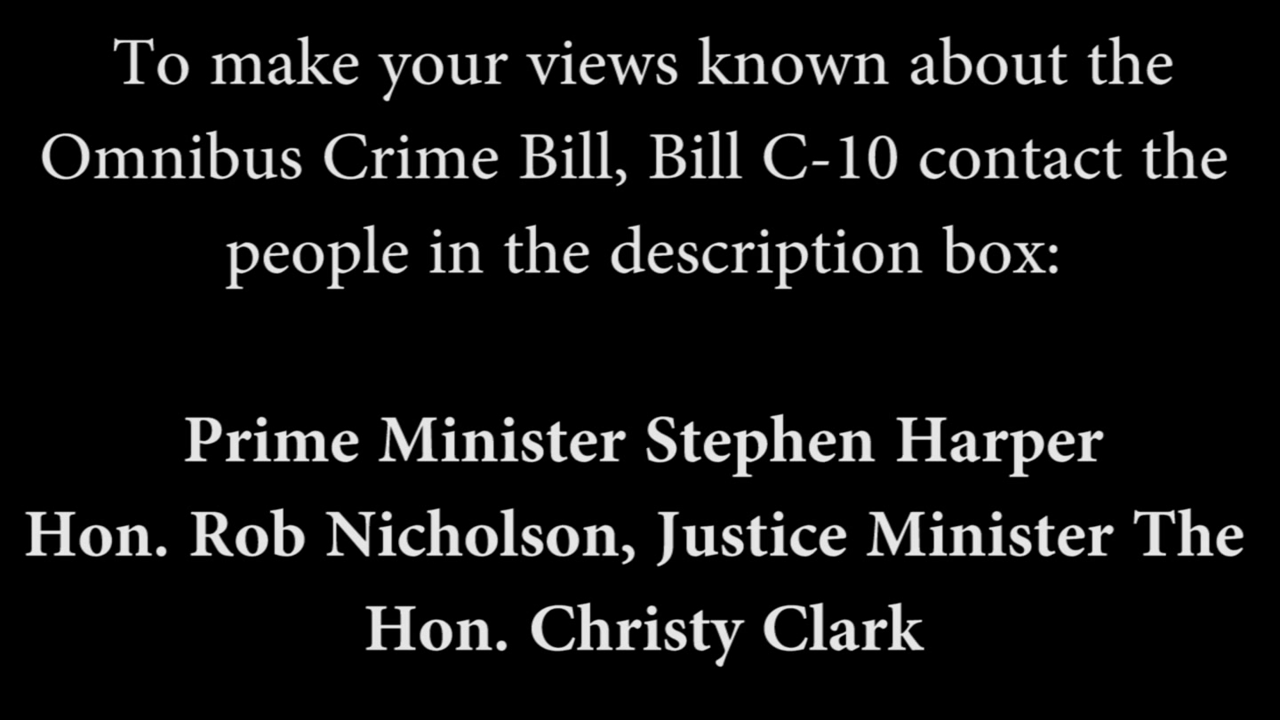 To make your views known about the
Omnibus Crime Bill, Bill C-10 contact the
people in the description box:
Prime Minister Stephen Harper
Hon. Rob Nicholson, Justice Minister The
Hon. Christy Clark